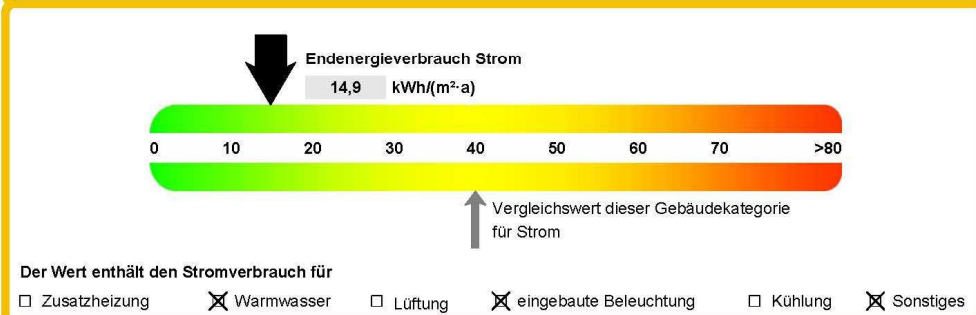 Endenergieverbrauch Strom
14,9 kWh/(m²·a)
0 10 20 30 40 50 60 70 >80
Vergleichswert dieser Gebäudekategorie
für Strom
Der Wert enthält den Stromverbrauch für
☐ Zusatzheizung ☒ Warmwasser ☐ Lüftung ☒ eingebaute Beleuchtung ☐ Kühlung ☒ Sonstiges